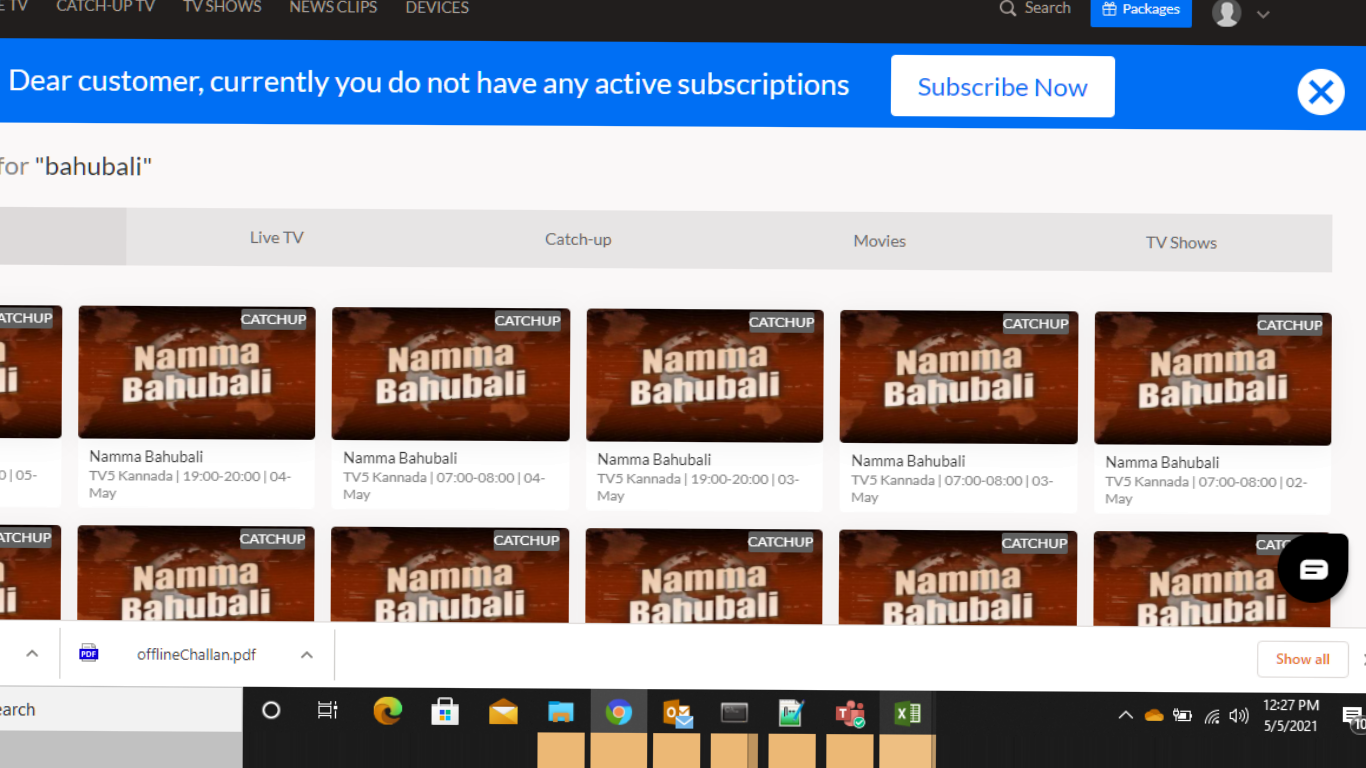 E TV CATCH-UP TV TV SHOWS NEWS CLIPS DEVICES Search Packages
Dear customer, currently you do not have any active subscriptions Subscribe Now
for "bahubali"
Live TV Catch-up Movies TV Shows
ATCHUP CATCHUP CATCHUP CATCHUP CATCHUP CATCHUP
li Namma Namma Namma Namma Namma
Bahubali Bahubali Bahubali Bahubali Bahubali
Namma Bahubali Namma Bahubali Namma Bahubali Namma Bahubali Namma Bahubali
0 | 05- TV5 Kannada | 19:00-20:00 | 04- TV5 Kannada | 07:00-08:00 | 04- TV5 Kannada | 19:00-20:00 | 03- TV5 Kannada | 07:00-08:00 | 03- TV5 Kannada | 07:00-08:00 | 02-
May May May May May
ATCHUP CATCHUP CATCHUP CATCHUP CATCHUP CATC
li Namma Namma Namma Namma Namma
Bahubali Bahubali Bahubali Bahubali Bahubali
PDF offlineChallan.pdf Show all
earch 12:27 PM
5/5/2021 10